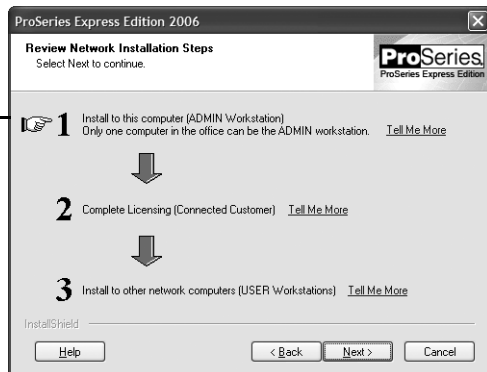 ProSeries Express Edition 2006
Review Network Installation Steps
Select Next to continue.
ProSeries
ProSeries Express Edition
1 Install to this computer (ADMIN Workstation)
Only one computer in the office can be the ADMIN workstation. Tell Me More
2 Complete Licensing (Connected Customer) Tell Me More
3 Install to other network computers (USER Workstations) Tell Me More
InstallShield
Help
< Back
Next >
Cancel